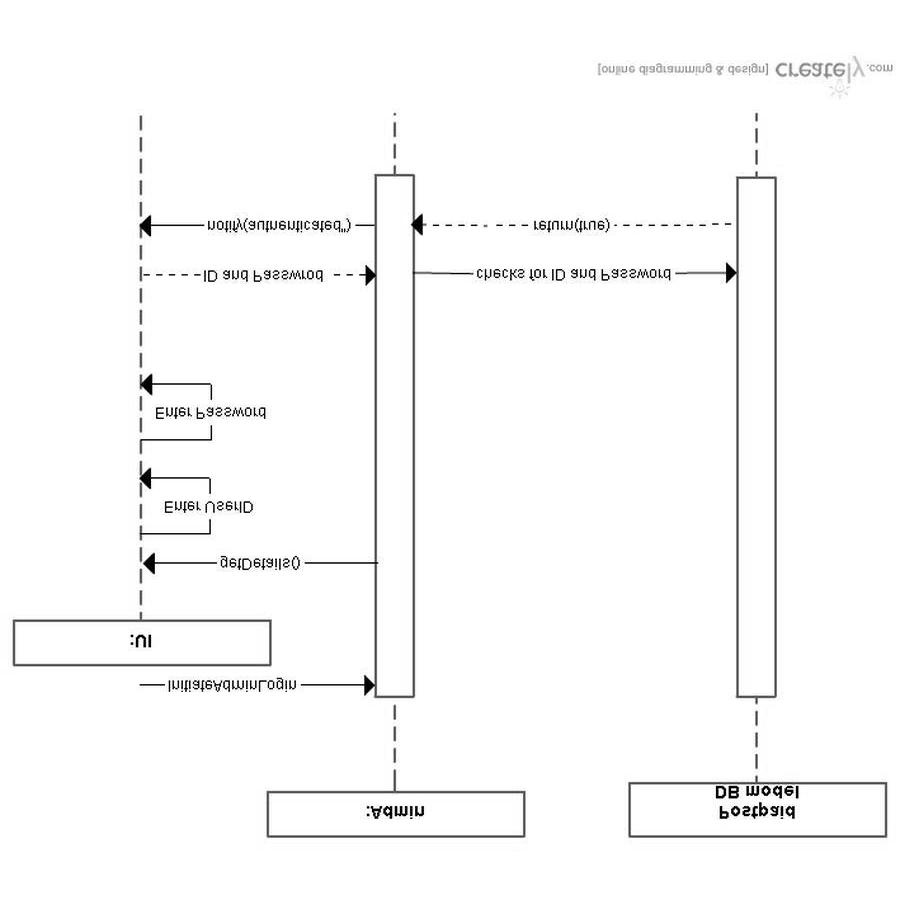 :Admin
Postpaid
DB model
InitiateAdminLogin
:UI
getDetails()
Enter UserID
Enter Password
ID and Passwrod
checks for ID and Password
notify(authenticated")
return(true)
[online diagramming & design] creately.com